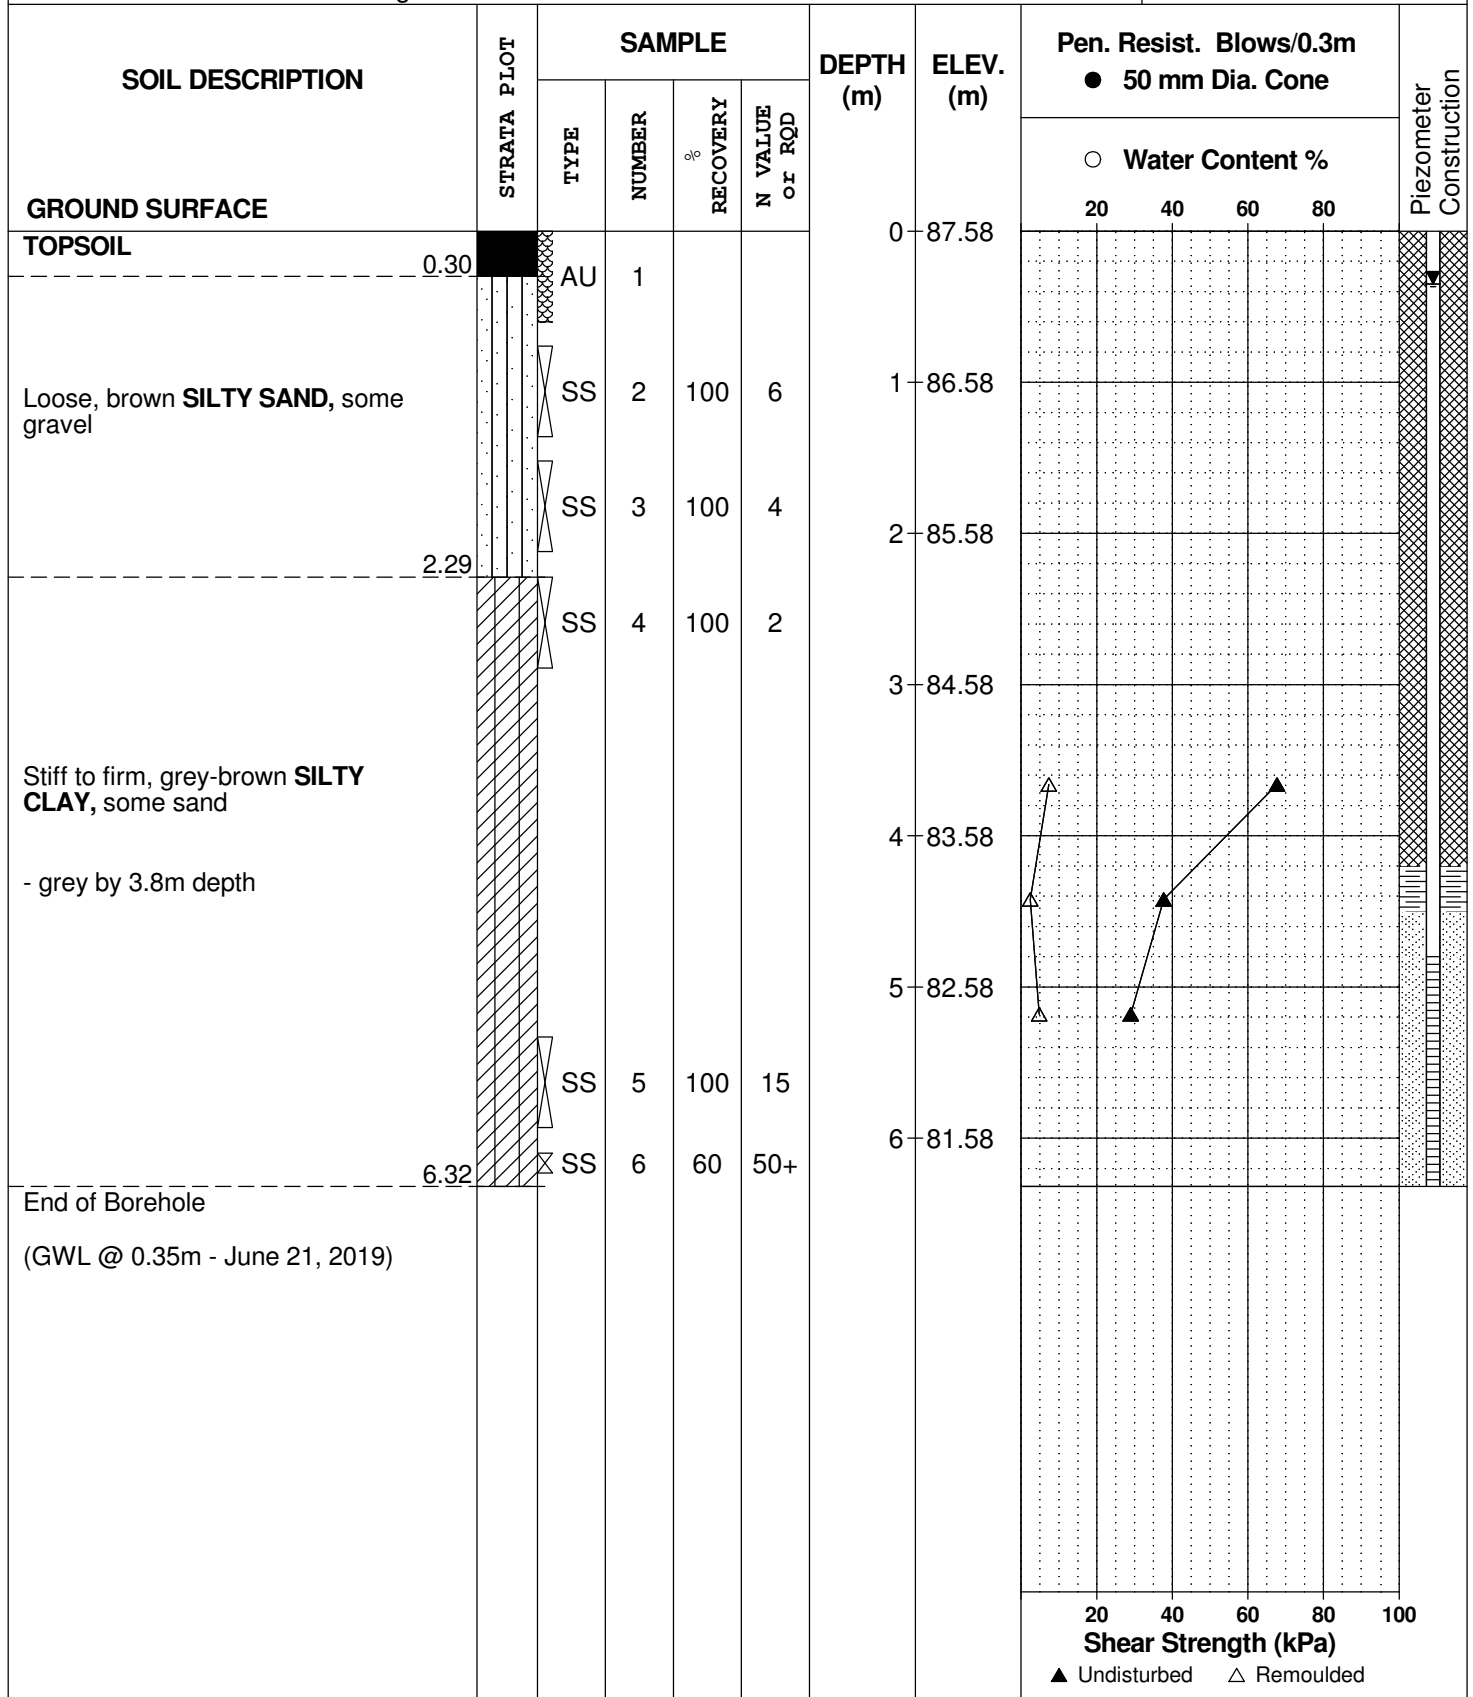 SOIL DESCRIPTION
GROUND SURFACE
STRATA PLOT
SAMPLE
TYPE
NUMBER
%
RECOVERY
N VALUE
or RQD
DEPTH
(m)
ELEV.
(m)
Pen. Resist. Blows/0.3m
● 50 mm Dia. Cone
○ Water Content %
20 40 60 80
Piezometer
Construction
TOPSOIL
0.30
AU 1
0 87.58
Loose, brown SILTY SAND, some
gravel
SS 2 100 6
1 86.58
SS 3 100 4
2 85.58
2.29
SS 4 100 2
3 84.58
Stiff to firm, grey-brown SILTY
CLAY, some sand
4 83.58
- grey by 3.8m depth
5 82.58
SS 5 100 15
6 81.58
SS 6 60 50+
6.32
End of Borehole
(GWL @ 0.35m - June 21, 2019)
20 40 60 80 100
Shear Strength (kPa)
▲ Undisturbed △ Remoulded